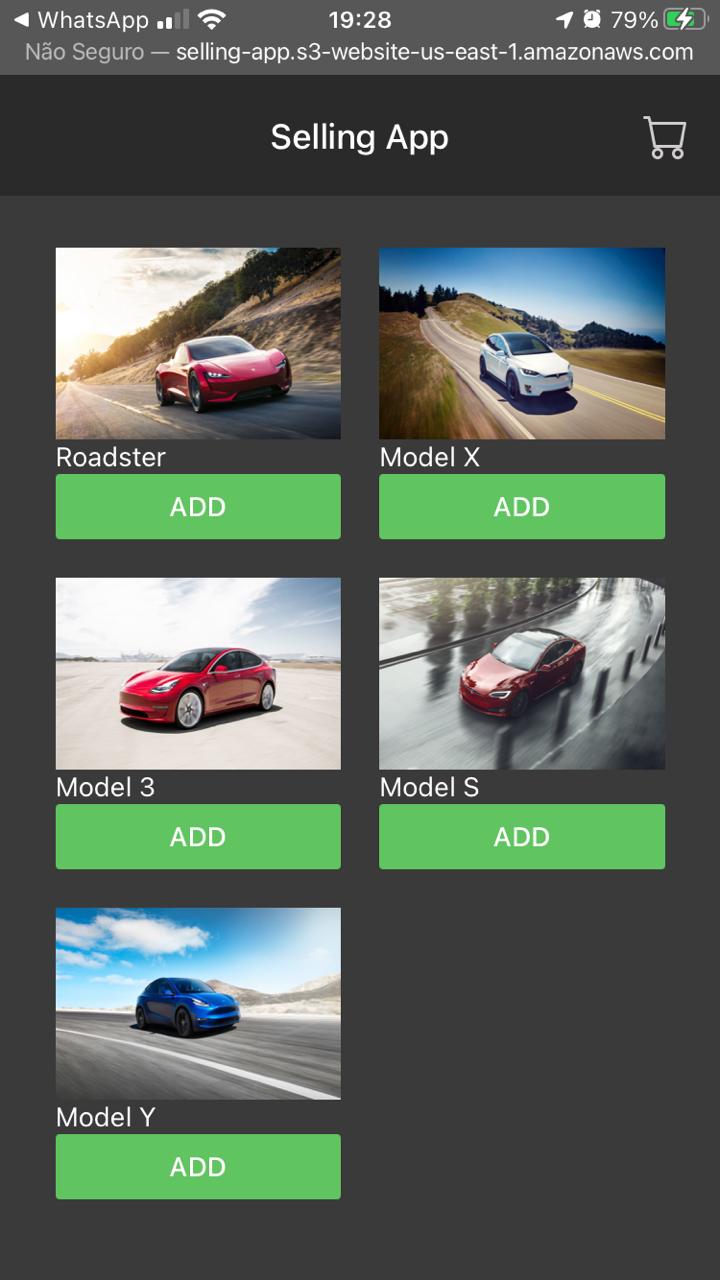 WhatsApp 19:28 79%
Não Seguro — selling-app.s3-website-us-east-1.amazonaws.com
Selling App
Roadster Model X
ADD ADD
Model 3 Model S
ADD ADD
Model Y
ADD